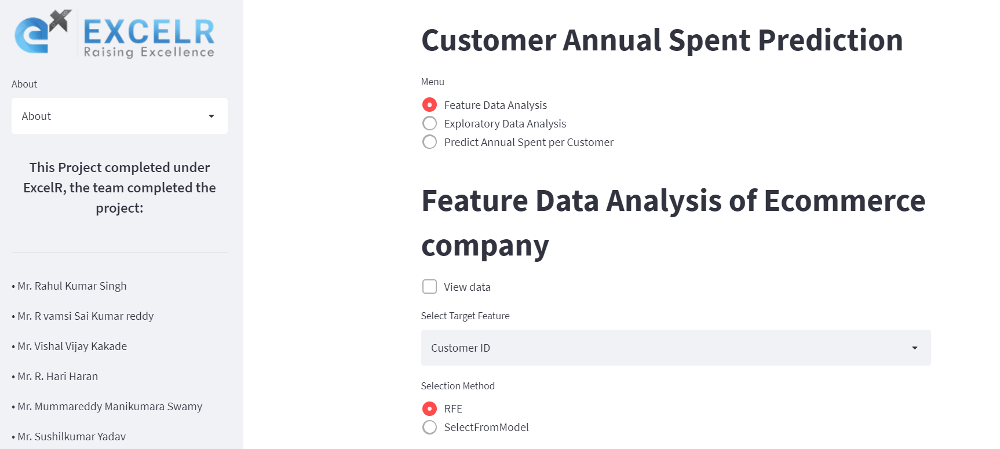 EXCELR
Raising Excellence
About
About
This Project completed under
ExcelR, the team completed the
project:
• Mr. Rahul Kumar Singh
• Mr. R vamsi Sai Kumar reddy
• Mr. Vishal Vijay Kakade
• Mr. R. Hari Haran
• Mr. Mummareddy Manikumara Swamy
• Mr. Sushilkumar Yadav
Customer Annual Spent Prediction
Menu
Feature Data Analysis
Exploratory Data Analysis
Predict Annual Spent per Customer
Feature Data Analysis of Ecommerce
company
View data
Select Target Feature
Customer ID
Selection Method
RFE
SelectFromModel